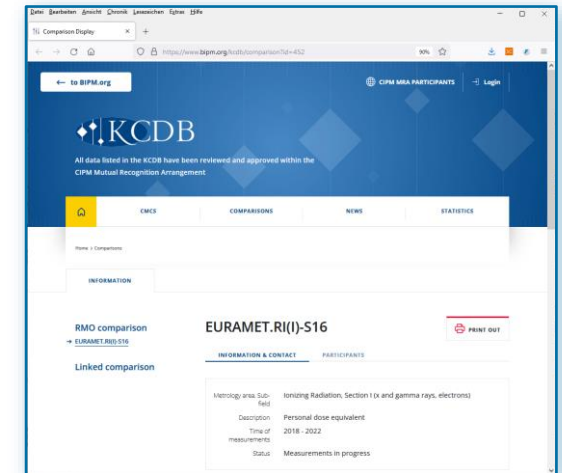 Datei Bearbeiten Ansicht Chronik Lesezeichen Extras Hilfe
Comparison Display
https://www.bipm.org/kcdb/comparison?id=452
90%
← to BIPM.org
CIPM MRA PARTICIPANTS
Login
KCDB
All data listed in the KCDB have been reviewed and approved within the
CIPM Mutual Recognition Arrangement
CMCS COMPARISONS NEWS STATISTICS
Home > Comparisons
INFORMATION
RMO comparison
→ EURAMET.RI(I)-S16
Linked comparison
EURAMET.RI(I)-S16
PRINT OUT
INFORMATION & CONTACT PARTICIPANTS
Metrology area, Sub-field Ionizing Radiation, Section I (x and gamma rays, electrons)
Description Personal dose equivalent
Time of measurements 2018 - 2022
Status Measurements in progress